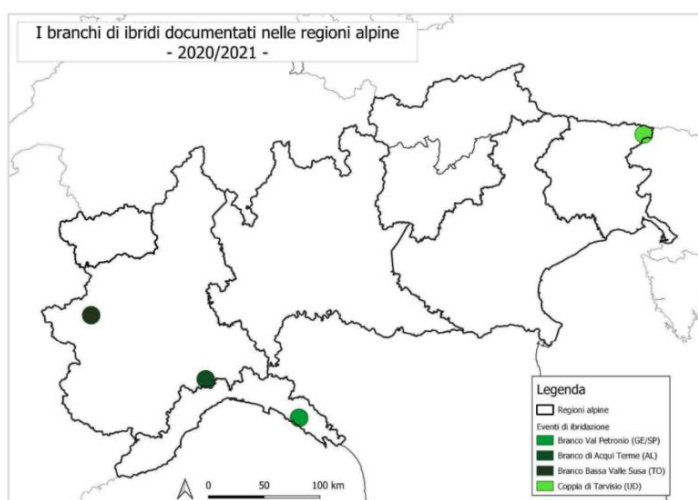 I branchi di ibridi documentati nelle regioni alpine
- 2020/2021 -
Legenda
Regioni alpine
Eventi di ibridazione
Branco Val Petronio (GE/SP)
Branco di Acqui Terme (AL)
Branco Bassa Valle Susa (TO)
Coppia di Tarvisio (UD)
0 50 100 km